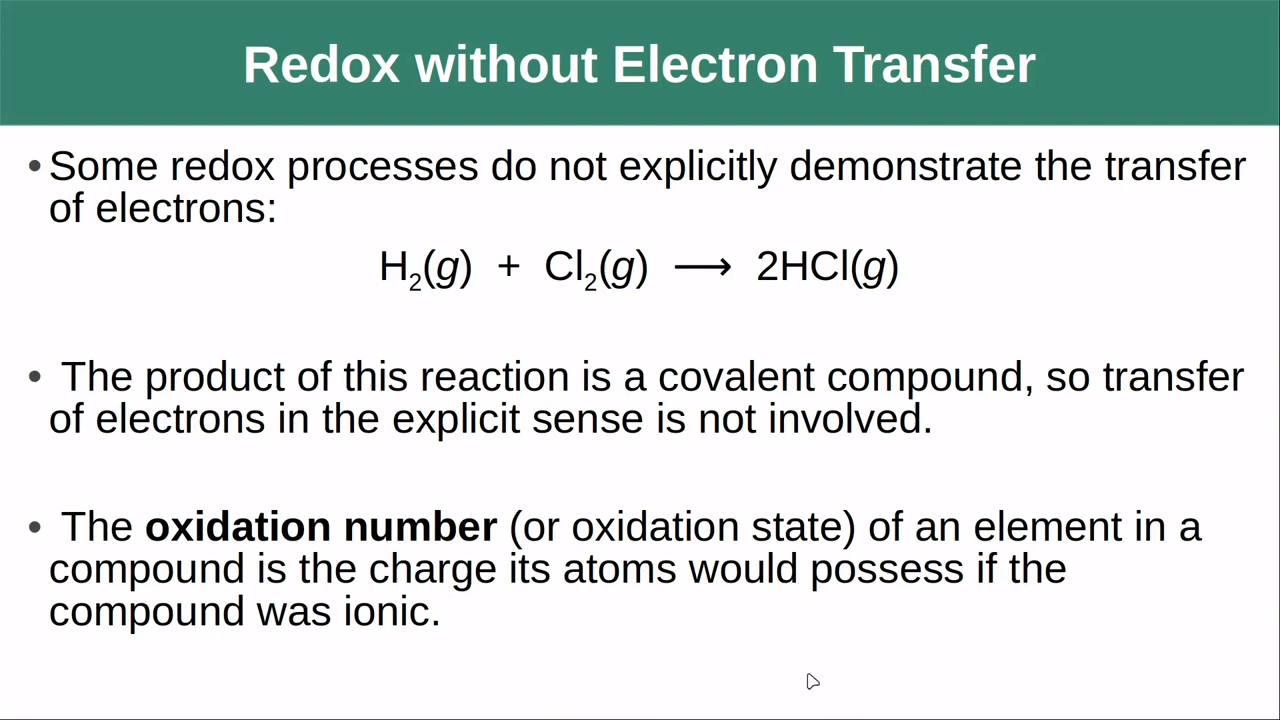 Redox without Electron Transfer
• Some redox processes do not explicitly demonstrate the transfer
of electrons:
H₂(g) + Cl₂(g) ⟶ 2HCl(g)
• The product of this reaction is a covalent compound, so transfer
of electrons in the explicit sense is not involved.
• The oxidation number (or oxidation state) of an element in a
compound is the charge its atoms would possess if the
compound was ionic.